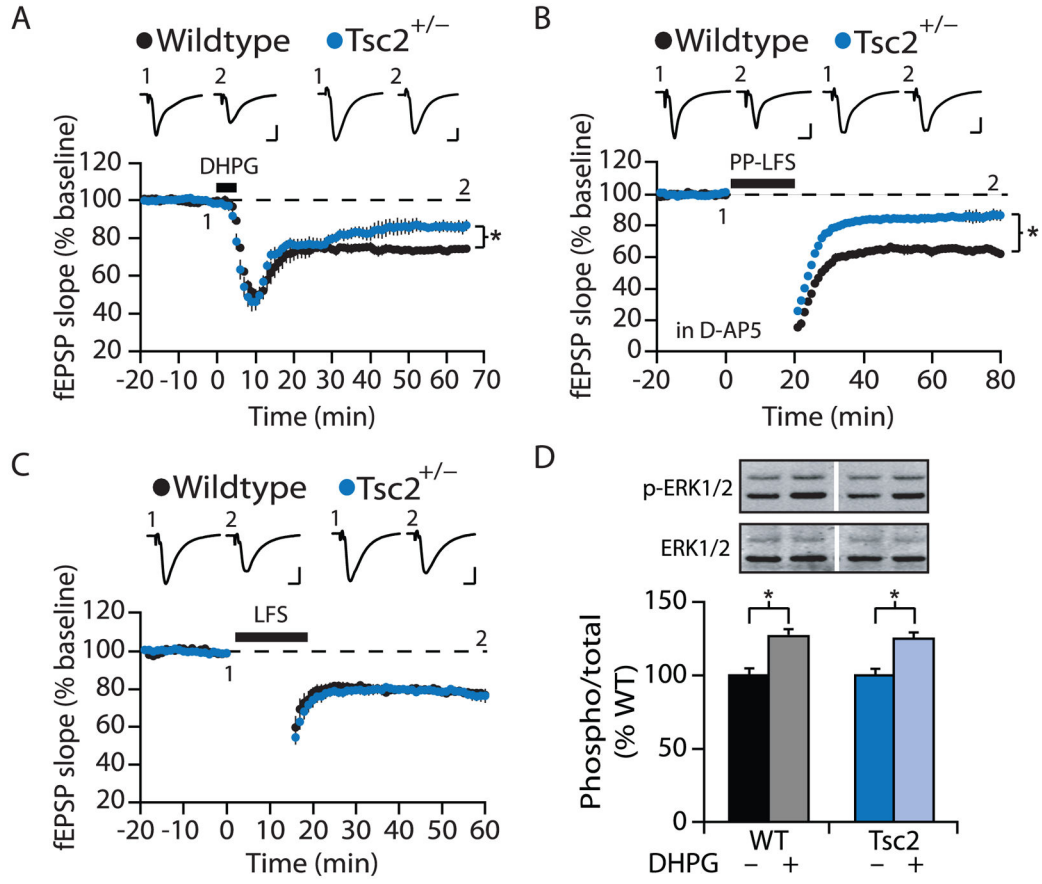 A
Wildtype Tsc2+/−
1 2
fEPSP slope (% baseline)
120
100
80
60
40
20
DHPG
1
2
*
-20 -10 0 10 20 30 40 50 60 70
Time (min)
B
Wildtype Tsc2+/−
1 2 1 2
fEPSP slope (% baseline)
120
100
80
60
40
20
0
PP-LFS
1
2
*
in D-AP5
-20 0 20 40 60 80
Time (min)
C
Wildtype Tsc2+/−
1 2 1 2
fEPSP slope (% baseline)
120
100
80
60
40
20
LFS
1
2
-20 -10 0 10 20 30 40 50 60
Time (min)
D
p-ERK1/2
ERK1/2
Phospho/total
(% WT)
150
100
50
0
* *
WT Tsc2
DHPG − + − +